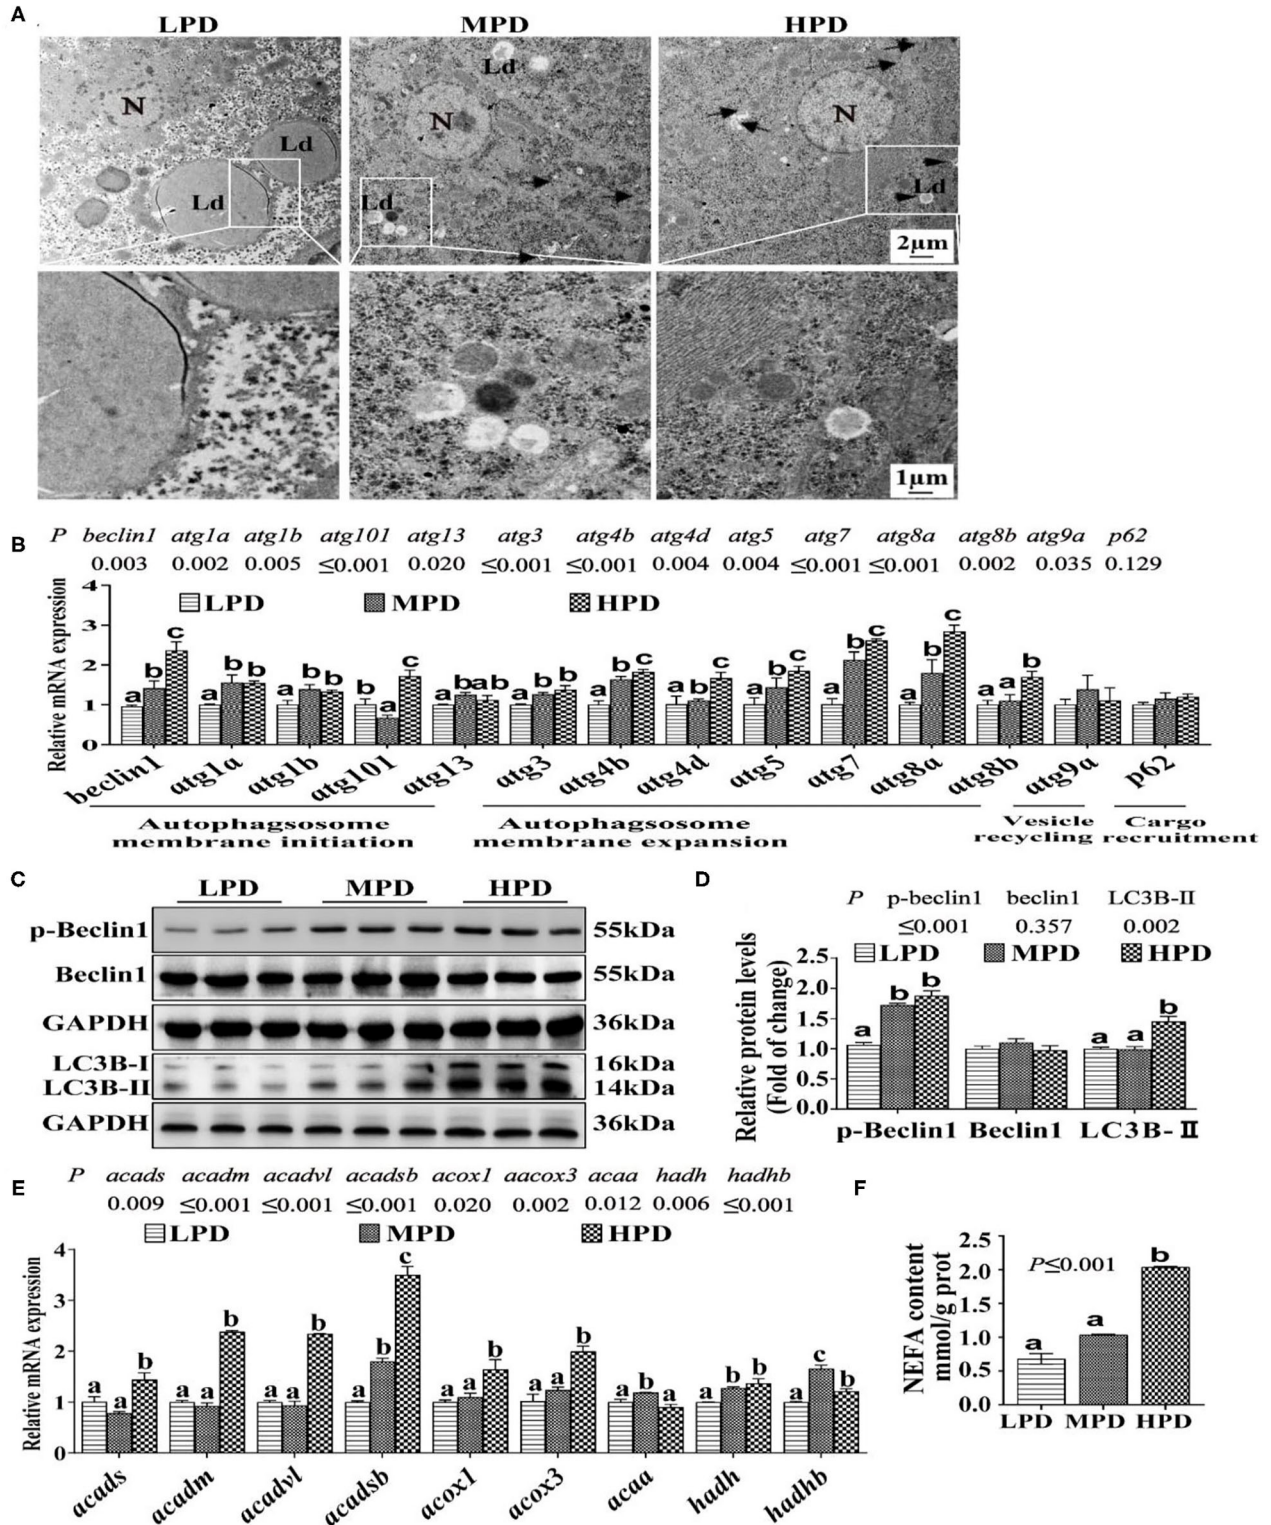 A
LPD MPD HPD
N
Ld
Ld
Ld
N
Ld
N
Ld
2µm
1µm
B
P beclin1 atg1a atg1b atg101 atg13 atg3 atg4b atg4d atg5 atg7 atg8a atg8b atg9a p62
0.003 0.002 0.005 ≤0.001 0.020 ≤0.001 ≤0.001 0.004 0.004 ≤0.001 ≤0.001 0.002 0.035 0.129
LPD MPD HPD
Relative mRNA expression
4
3
2
1
0
a b c a b b a b b b a c a b ab a b b a b c a b c a b c a b c a b c a a b
beclin1 atg1a atg1b atg101 atg13 atg3 atg4b atg4d atg5 atg7 atg8a atg8b atg9a p62
Autophagsosome membrane initiation
Autophagsosome membrane expansion
Vesicle recycling
Cargo recruitment
C
LPD MPD HPD
p-Beclin1 55kDa
Beclin1 55kDa
GAPDH 36kDa
LC3B-I 16kDa
LC3B-II 14kDa
GAPDH 36kDa
D
P p-beclin1 beclin1 LC3B-II
≤0.001 0.357 0.002
LPD MPD HPD
Relative protein levels
(Fold of change)
2.5
2.0
1.5
1.0
0.5
0.0
a b b a a b
p-Beclin1 Beclin1 LC3B-II
E
P acads acadm acadvl acadsb acox1 aacox3 acaa hadh hadhb
0.009 ≤0.001 ≤0.001 ≤0.001 0.020 0.002 0.012 0.006 ≤0.001
LPD MPD HPD
Relative mRNA expression
4
3
2
1
0
a a b a a b a a b a b c a a b a a b a b a a b b a c b
acads acadm acadvl acadsb acox1 acox3 acaa hadh hadhb
F
NEFA content
mmol/g prot
2.5
2.0
1.5
1.0
0.5
0.0
P≤0.001
a a b
LPD MPD HPD